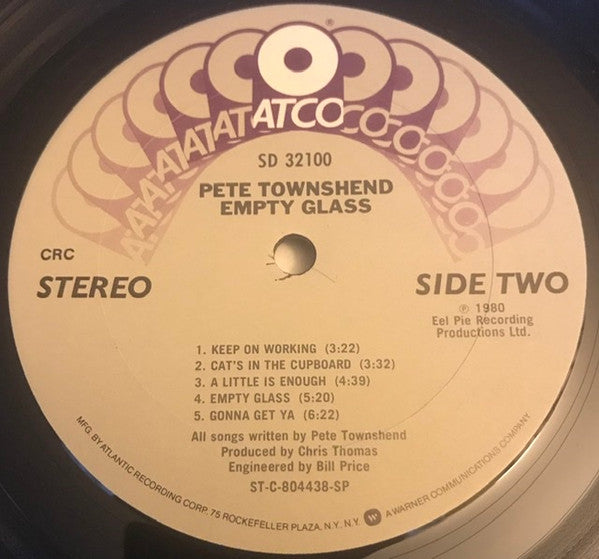 ATCO
SD 32100
PETE TOWNSHEND
EMPTY GLASS
CRC
STEREO
SIDE TWO
℗ 1980
Eel Pie Recording
Productions Ltd.
1. KEEP ON WORKING (3:22)
2. CAT'S IN THE CUPBOARD (3:32)
3. A LITTLE IS ENOUGH (4:39)
4. EMPTY GLASS (5:20)
5. GONNA GET YA (6:22)
All songs written by Pete Townshend
Produced by Chris Thomas
Engineered by Bill Price
ST-C-804438-SP
MFG. BY ATLANTIC RECORDING CORP. 75 ROCKEFELLER PLAZA, N.Y. N.Y. W A WARNER COMMUNICATIONS COMPANY